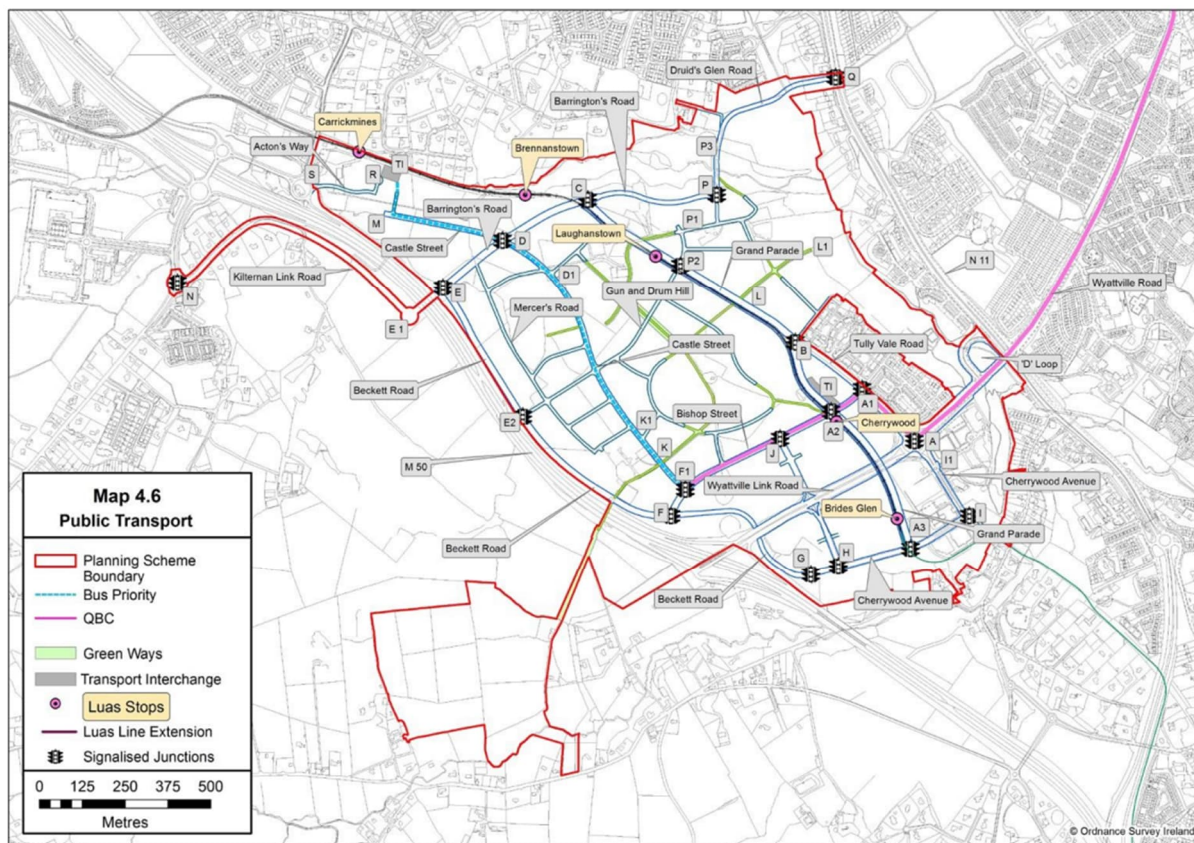 Druid's Glen Road
Q
Barrington's Road
Carrickmines
Acton's Way
Brennanstown
TI
P3
S
R
C
P
M
Barrington's Road
P1
Laughanstown
Castle Street
D
P2
Grand Parade
L1
N 11
Kilternan Link Road
D1
Wyattville Road
N
E
Gun and Drum Hill
L
Mercer's Road
E 1
Castle Street
B
Tully Vale Road
'D' Loop
Beckett Road
TI
A1
E2
K1
Bishop Street
A2
Cherrywood
J
A
M 50
K
F1
Wyattville Link Road
I1
Cherrywood Avenue
F
Brides Glen
I
A3
Grand Parade
Beckett Road
G
H
Beckett Road
Cherrywood Avenue
Map 4.6
Public Transport
Planning Scheme
Boundary
Bus Priority
QBC
Green Ways
Transport Interchange
Luas Stops
Luas Line Extension
Signalised Junctions
0 125 250 375 500
Metres
© Ordnance Survey Ireland